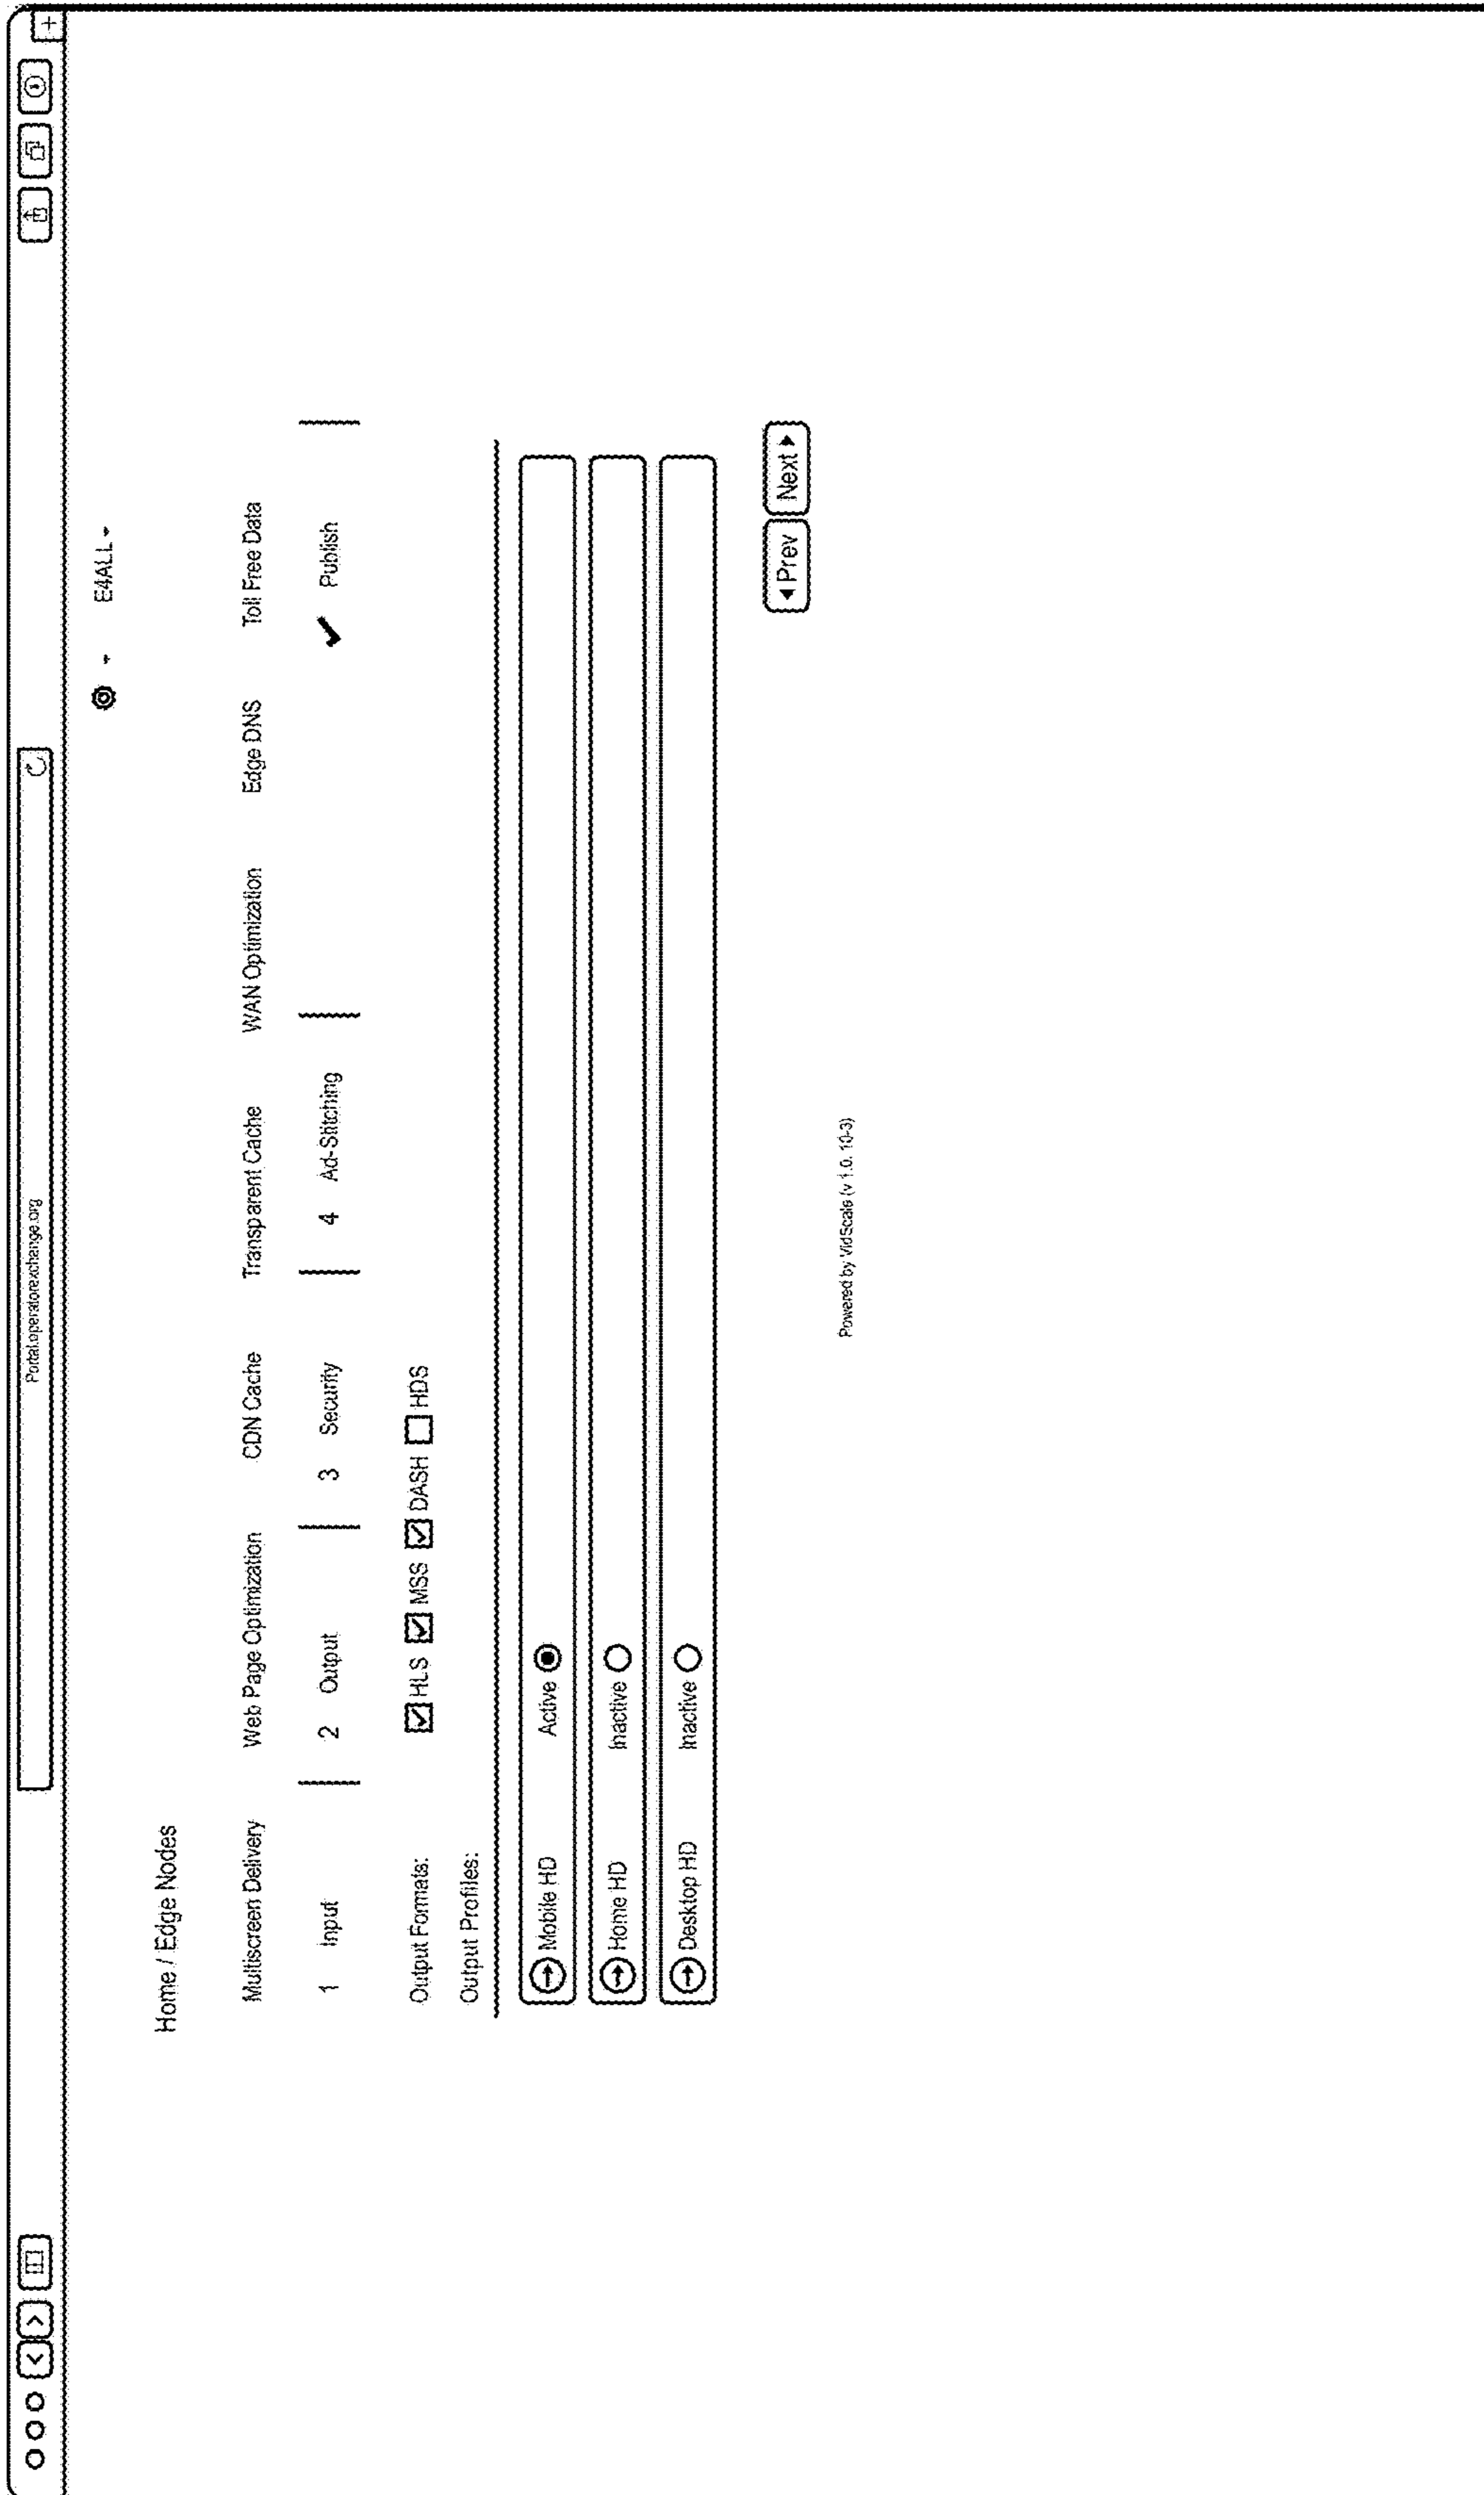 Portal.operatorexchange.org
E4ALL
Home / Edge Nodes
Multiscreen Delivery Web Page Optimization CDN Cache Transparent Cache WAN Optimization Edge DNS Toll Free Data
1 Input 2 Output 3 Security 4 Ad-Stitching Publish
Output Formats: HLS MSS DASH HDS
Output Profiles:
Mobile HD Active
Home HD Inactive
Desktop HD Inactive
Prev Next
Powered by VidScale (v 1.0. 10-3)